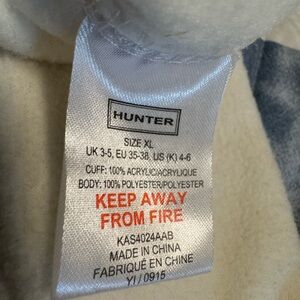 HUNTER
SIZE XL
UK 3-5, EU 35-38, US (K) 4-6
CUFF: 100% ACRYLIC/ACRYLIQUE
BODY: 100% POLYESTER/POLYESTER
KEEP AWAY
FROM FIRE
KAS4024AAB
MADE IN CHINA
FABRIQUÉ EN CHINE
YI / 0915